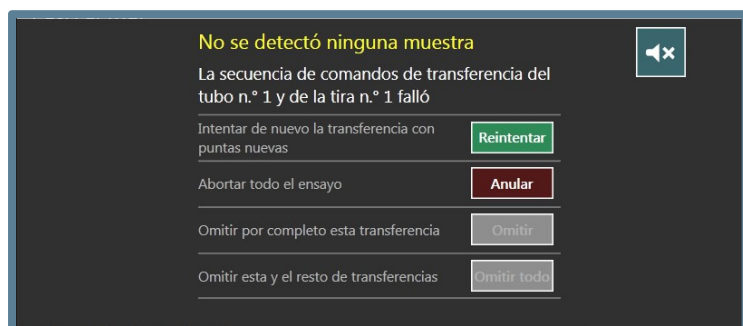 No se detectó ninguna muestra
La secuencia de comandos de transferencia del
tubo n.° 1 y de la tira n.° 1 falló
Intentar de nuevo la transferencia con
puntas nuevas
Reintentar
Abortar todo el ensayo
Anular
Omitir por completo esta transferencia
Omitir
Omitir esta y el resto de transferencias
Omitir todo